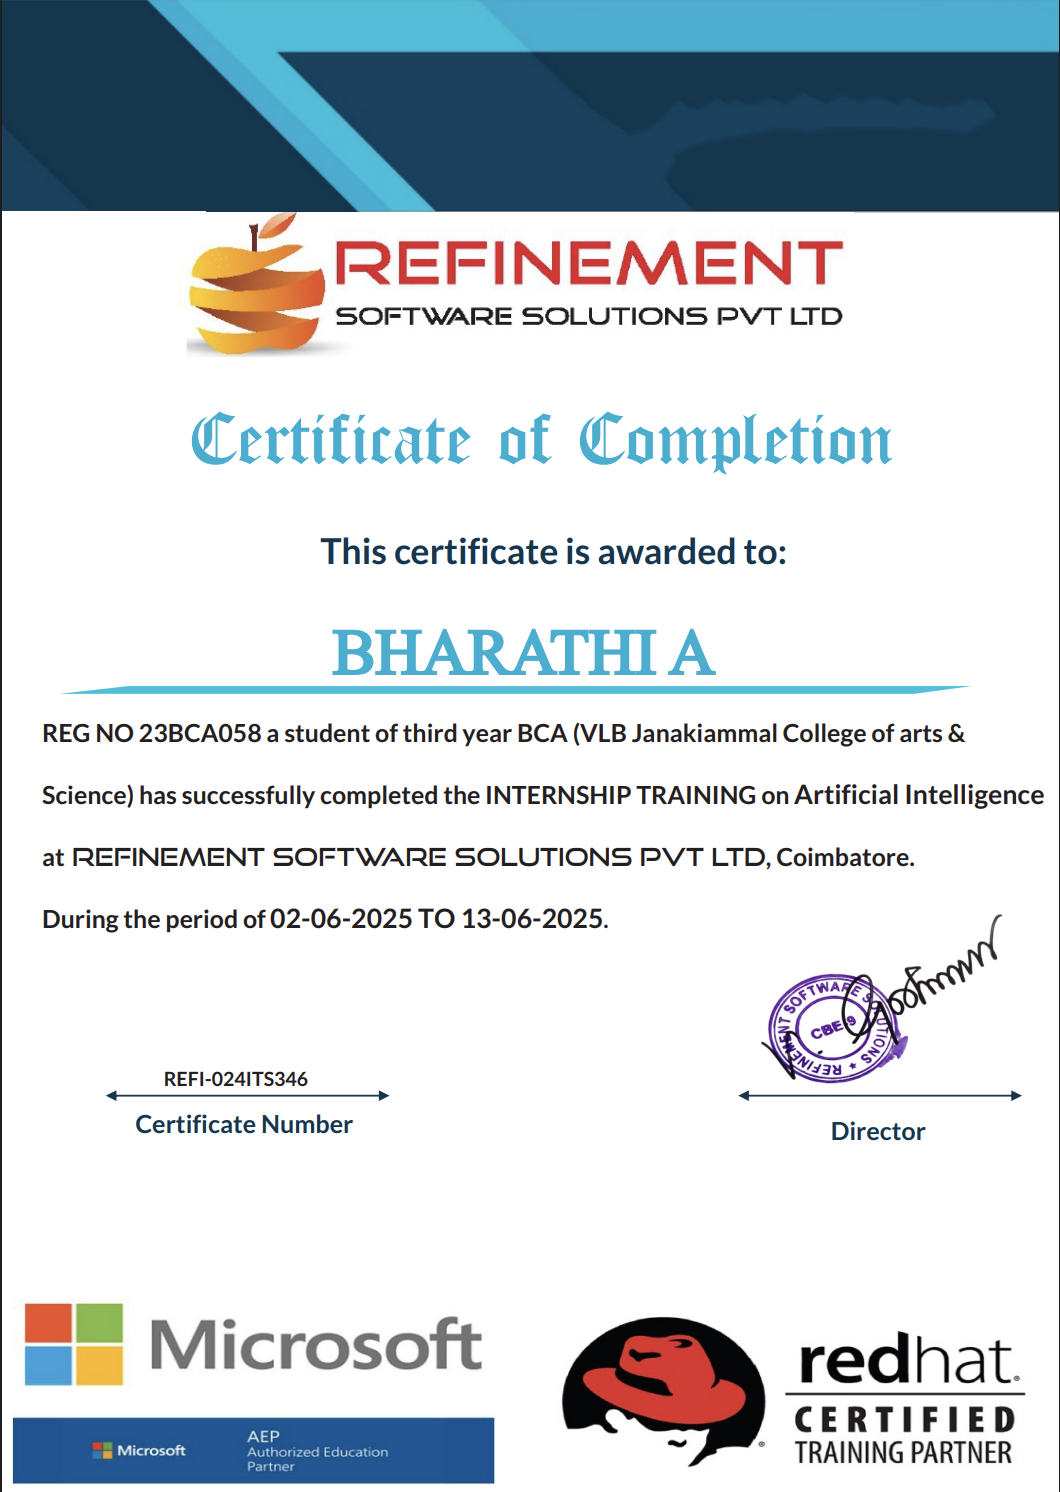 REFINEMENT
SOFTWARE SOLUTIONS PVT LTD
Certificate of Completion
This certificate is awarded to:
BHARATHI A
REG NO 23BCA058 a student of third year BCA (VLB Janakiammal College of arts &
Science) has successfully completed the INTERNSHIP TRAINING on Artificial Intelligence
at REFINEMENT SOFTWARE SOLUTIONS PVT LTD, Coimbatore.
During the period of 02-06-2025 TO 13-06-2025.
REFINEMENT SOFTWARE SOLUTIONS ★
CBE-9
REFI-024ITS346
Certificate Number
Director
Microsoft
Microsoft
AEP
Authorized Education
Partner
redhat.
CERTIFIED
TRAINING PARTNER